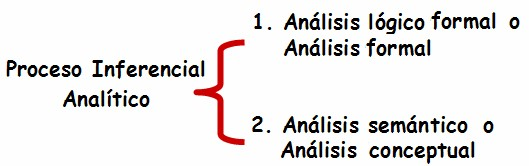 Proceso Inferencial
Analítico
1. Análisis lógico formal o
Análisis formal
2. Análisis semántico o
Análisis conceptual